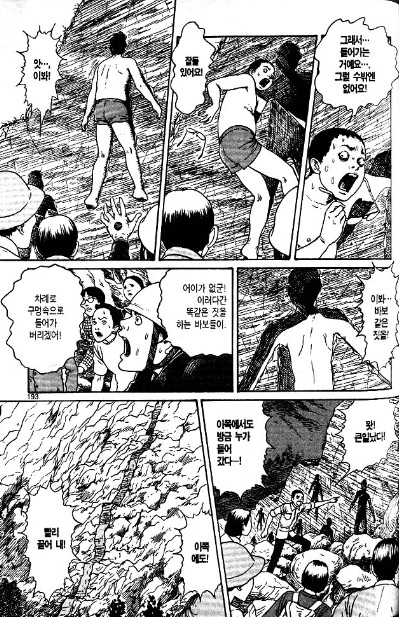 그래서…
들어가는
거예요…,
그럴 수밖엔
없어요!
잘들
있어요!
앗…,
이봐!
이봐…
바보
같은
짓을!
어이가 없군!
이러다간
똑같은 짓을
하는 바보들이,
차례로
구멍속으로
들어가
버리겠어!
193
왓!
큰일났다!
이쪽에서도
방금 누가
들어
갔다—!
이쪽
에도!
빨리
끌어 내!